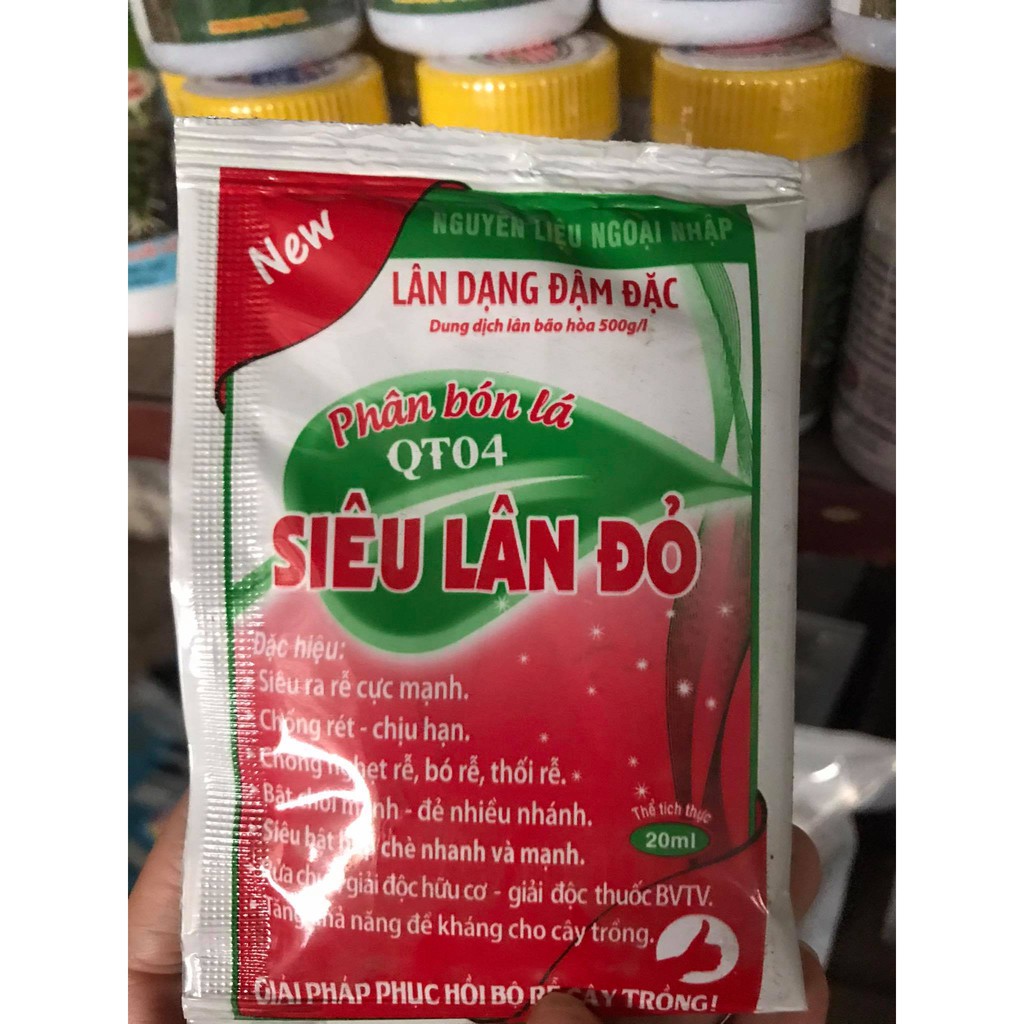 New
NGUYÊN LIỆU NGOẠI NHẬP
LÂN DẠNG ĐẬM ĐẶC
Dung dịch lân bão hòa 500g/l
Phân bón lá
QT04
SIÊU LÂN ĐỎ
Đặc hiệu:
Siêu ra rễ cực mạnh.
Chống rét - chịu hạn.
Chống nghẹt rễ, bó rễ, thối rễ.
Bật chồi mạnh - đẻ nhiều nhánh.
Siêu bật chè nhanh và mạnh.
giải độc hữu cơ - giải độc thuốc BVTV.
năng đề kháng cho cây trồng.
Thể tích thực
20ml
GIẢI PHÁP PHỤC HỒI BỘ RỄ CÂY TRỒNG!